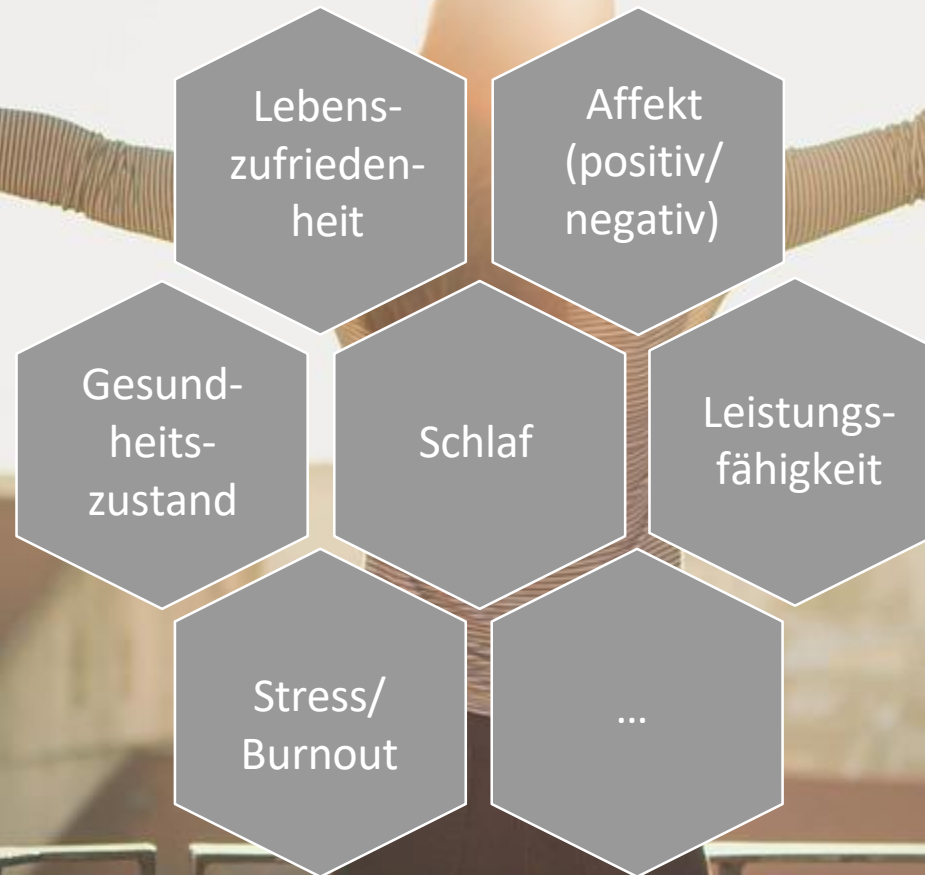 Lebens-
zufrieden-
heit
Affekt
(positiv/
negativ)
Gesund-
heits-
zustand
Schlaf
Leistungs-
fähigkeit
Stress/
Burnout
...